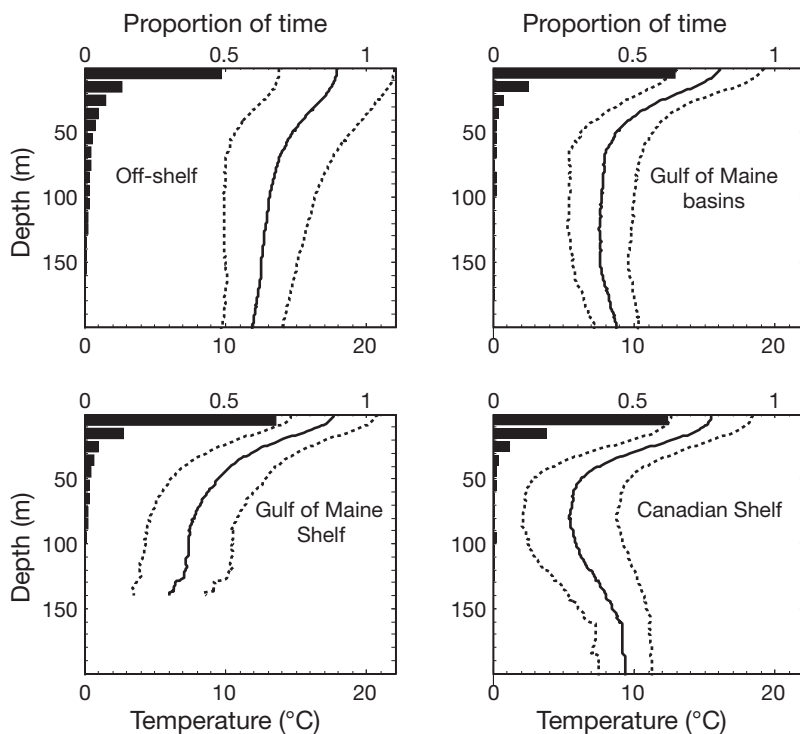 Proportion of time Proportion of time
0 0.5 1 0 0.5 1
50 50
100 100
150 150
Depth (m)
Off-shelf
Gulf of Maine
basins
0 10 20 0 10 20
0 0.5 1 0 0.5 1
50 50
100 100
150 150
Depth (m)
Gulf of Maine
Shelf
Canadian Shelf
0 10 20 0 10 20
Temperature (°C) Temperature (°C)